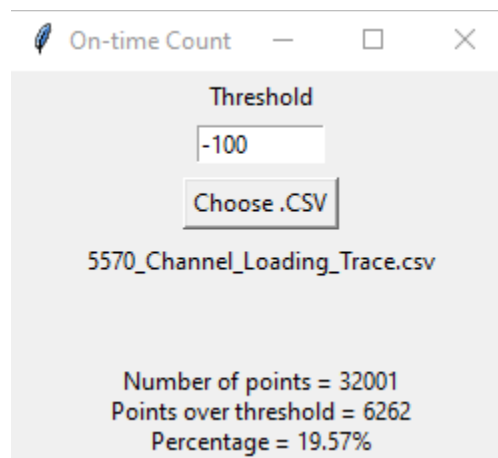 On-time Count
Threshold
-100
Choose .CSV
5570_Channel_Loading_Trace.csv
Number of points = 32001
Points over threshold = 6262
Percentage = 19.57%